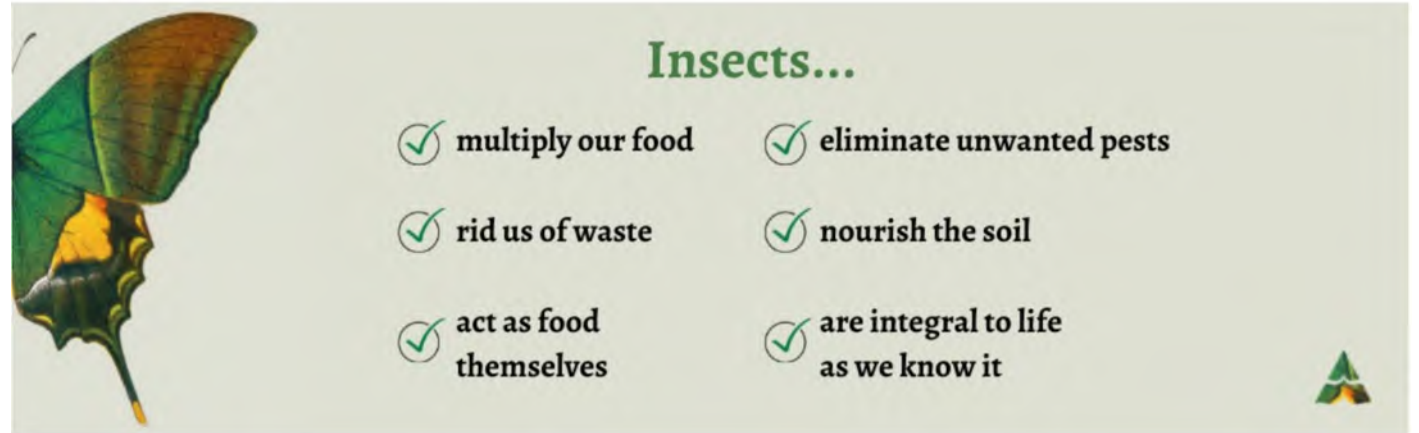 Insects...
multiply our food
eliminate unwanted pests
rid us of waste
nourish the soil
act as food
themselves
are integral to life
as we know it